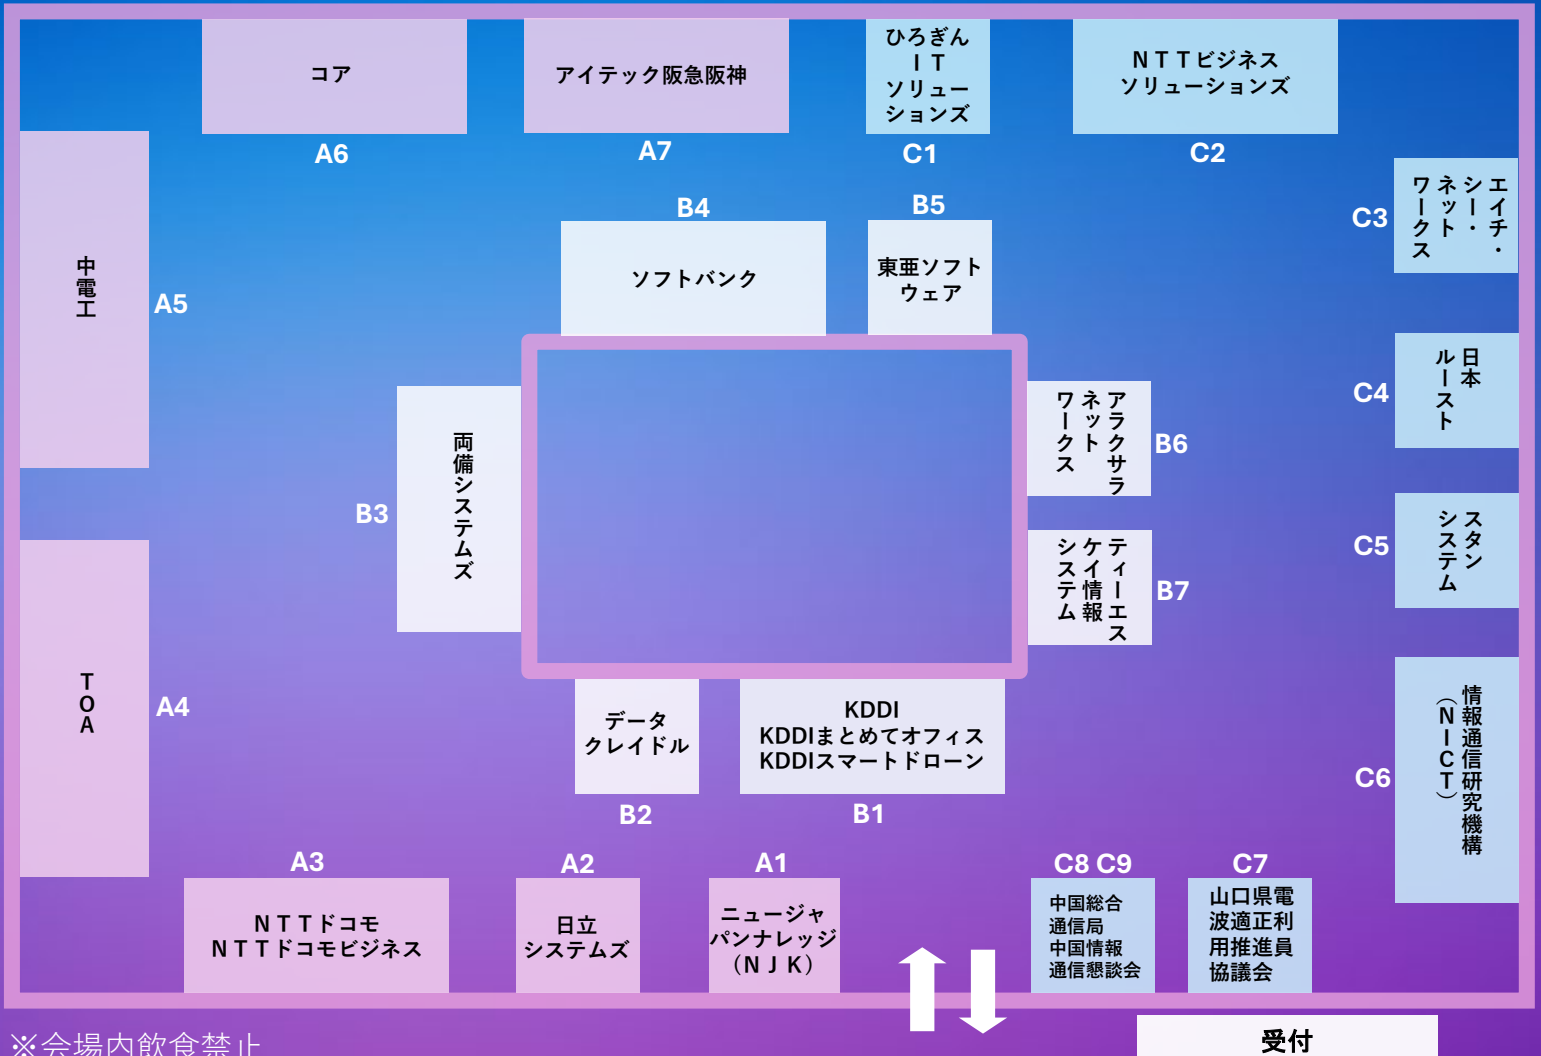 コア
A6
アイテック阪急阪神
A7
ひろぎん
ＩＴ
ソリュー
ションズ
C1
ＮＴＴビジネス
ソリューションズ
C2
エイチ・
シー・
ネット
ワークス
C3
中電工
A5
B4
ソフトバンク
B5
東亜ソフト
ウェア
日本
ルースト
C4
両備システムズ
B3
アラクサラ
ネット
ワークス
B6
ティーエス
ケイ情報
システム
B7
スタン
システム
C5
TOA
A4
データ
クレイドル
B2
KDDI
KDDIまとめてオフィス
KDDIスマートドローン
B1
情報通信研究機構
（NICT）
C6
A3
ＮＴＴドコモ
ＮＴＴドコモビジネス
A2
日立
システムズ
A1
ニュージャ
パンナレッジ
（ＮＪＫ）
C8 C9
中国総合
通信局
中国情報
通信懇談会
C7
山口県電
波適正利
用推進員
協議会
受付
※会場内飲食禁止